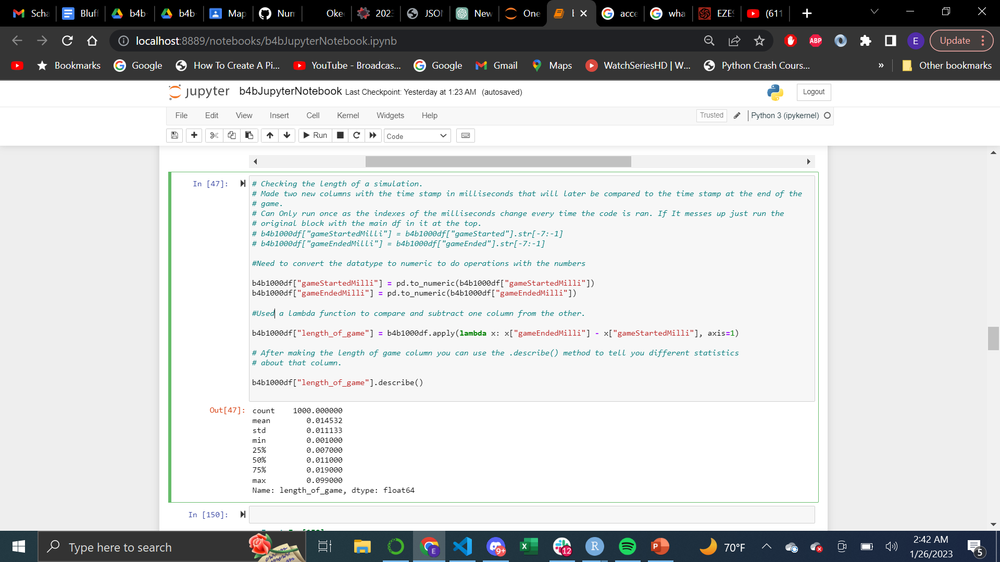 Scha
Bluff
b4b-
b4b-
Map
Num
Okee
2023
JSON
New
One
acce
wha
EZES
(611
localhost:8889/notebooks/b4bJupyterNotebook.ipynb
ABP
E
Update
Bookmarks
Google
How To Create A Pi...
YouTube - Broadcas...
Google
Gmail
Maps
WatchSeriesHD | W...
Python Crash Cours...
»
Other bookmarks
jupyter b4bJupyterNotebook Last Checkpoint: Yesterday at 1:23 AM (autosaved)
Logout
File Edit View Insert Cell Kernel Widgets Help
Trusted
Python 3 (ipykernel)
Run
Code
In [47]:
# Checking the length of a simulation.
# Made two new columns with the time stamp in milliseconds that will later be compared to the time stamp at the end of the
# game.
# Can Only run once as the indexes of the milliseconds change every time the code is ran. If It messes up just run the
# original block with the main df in it at the top.
# b4b1000df["gameStartedMilli"] = b4b1000df["gameStarted"].str[-7:-1]
# b4b1000df["gameEndedMilli"] = b4b1000df["gameEnded"].str[-7:-1]
#Need to convert the datatype to numeric to do operations with the numbers
b4b1000df["gameStartedMilli"] = pd.to_numeric(b4b1000df["gameStartedMilli"])
b4b1000df["gameEndedMilli"] = pd.to_numeric(b4b1000df["gameEndedMilli"])
#Used a lambda function to compare and subtract one column from the other.
b4b1000df["length_of_game"] = b4b1000df.apply(lambda x: x["gameEndedMilli"] - x["gameStartedMilli"], axis=1)
# After making the length of game column you can use the .describe() method to tell you different statistics
# about that column.
b4b1000df["length_of_game"].describe()
Out[47]:
count 1000.000000
mean 0.014532
std 0.011133
min 0.001000
25% 0.007000
50% 0.011000
75% 0.019000
max 0.099000
Name: length_of_game, dtype: float64
In [150]:
Type here to search
E
9+
12
R
70°F
2:42 AM
1/26/2023
5